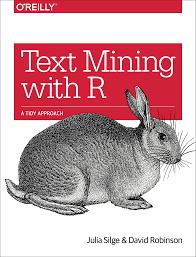 O'REILLY®
Text Mining
with R
A TIDY APPROACH
Julia Silge & David Robinson